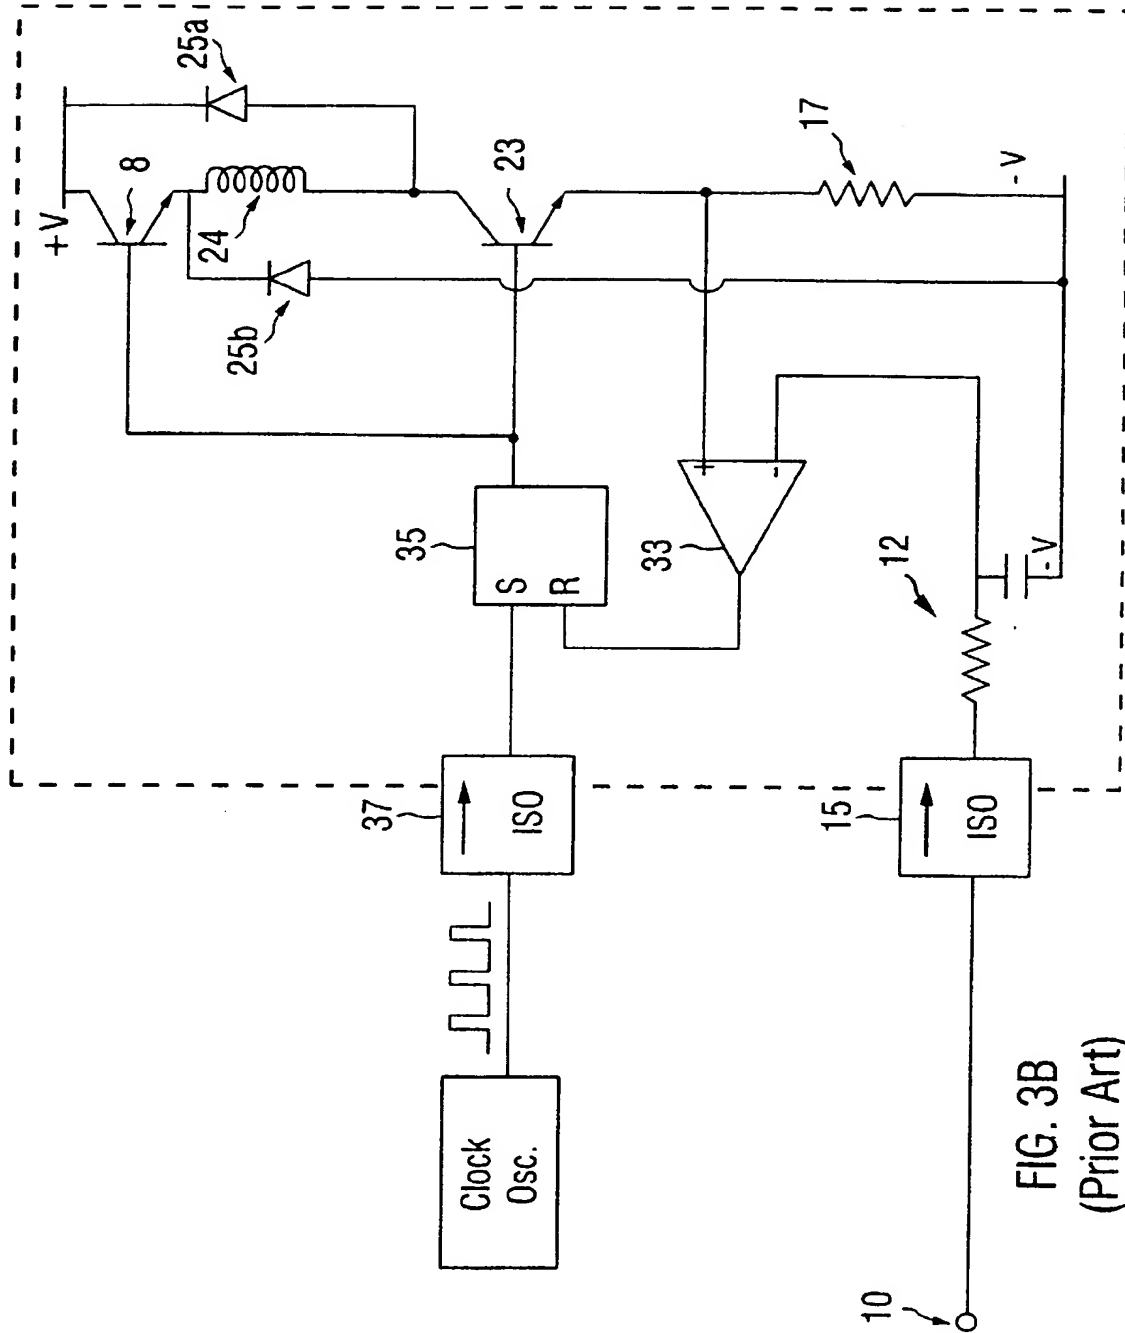 +V
8
25a
24
25b
23
17
-V
35
S
R
33
12
-V
37
ISO
15
ISO
Clock
Osc.
10
FIG. 3B
(Prior Art)
+
-